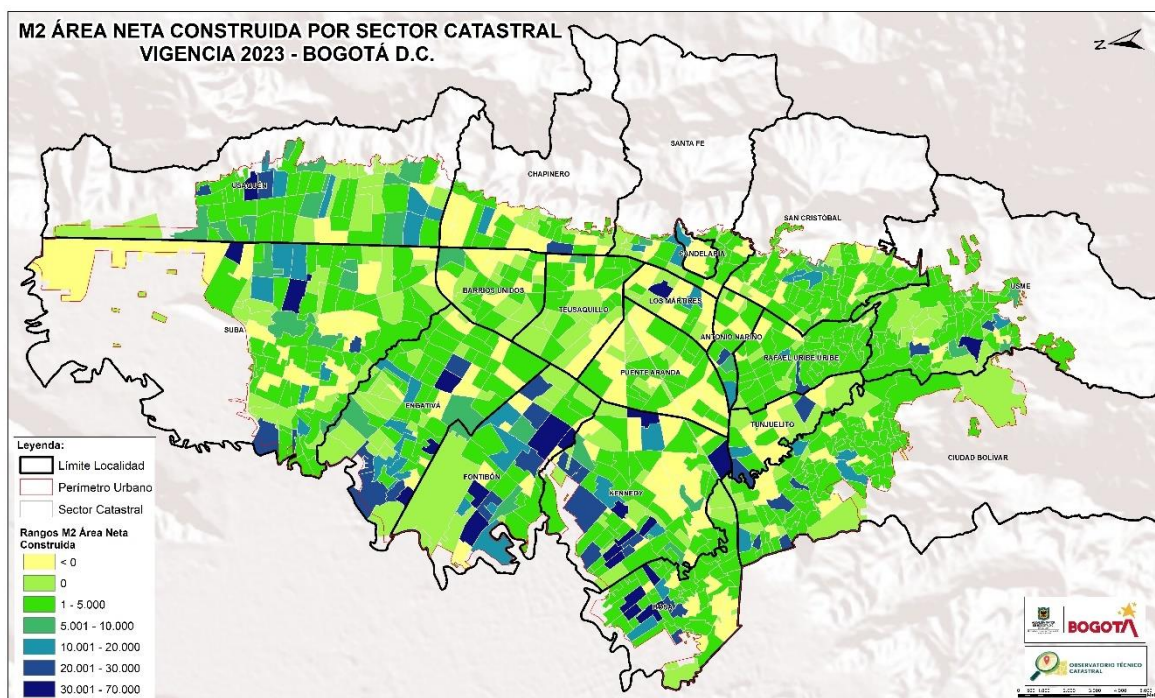 M2 ÁREA NETA CONSTRUIDA POR SECTOR CATASTRAL
VIGENCIA 2023 - BOGOTÁ D.C.
N
SANTA FE
CHAPINERO
USAQUÉN
SAN CRISTÓBAL
CANDELARIA
USME
BARRIOS UNIDOS
LOS MÁRTIRES
TEUSAQUILLO
SUBA
ANTONIO NARIÑO
RAFAEL URIBE URIBE
PUENTE ARANDA
ENGATIVÁ
TUNJUELITO
CIUDAD BOLÍVAR
FONTIBÓN
KENNEDY
BOSA
Leyenda:
Límite Localidad
Perímetro Urbano
Sector Catastral
Rangos M2 Área Neta
Construida
< 0
0
1 - 5.000
5.001 - 10.000
10.001 - 20.000
20.001 - 30.000
30.001 - 70.000
BOGOTÁ
OBSERVATORIO TÉCNICO
CATASTRAL